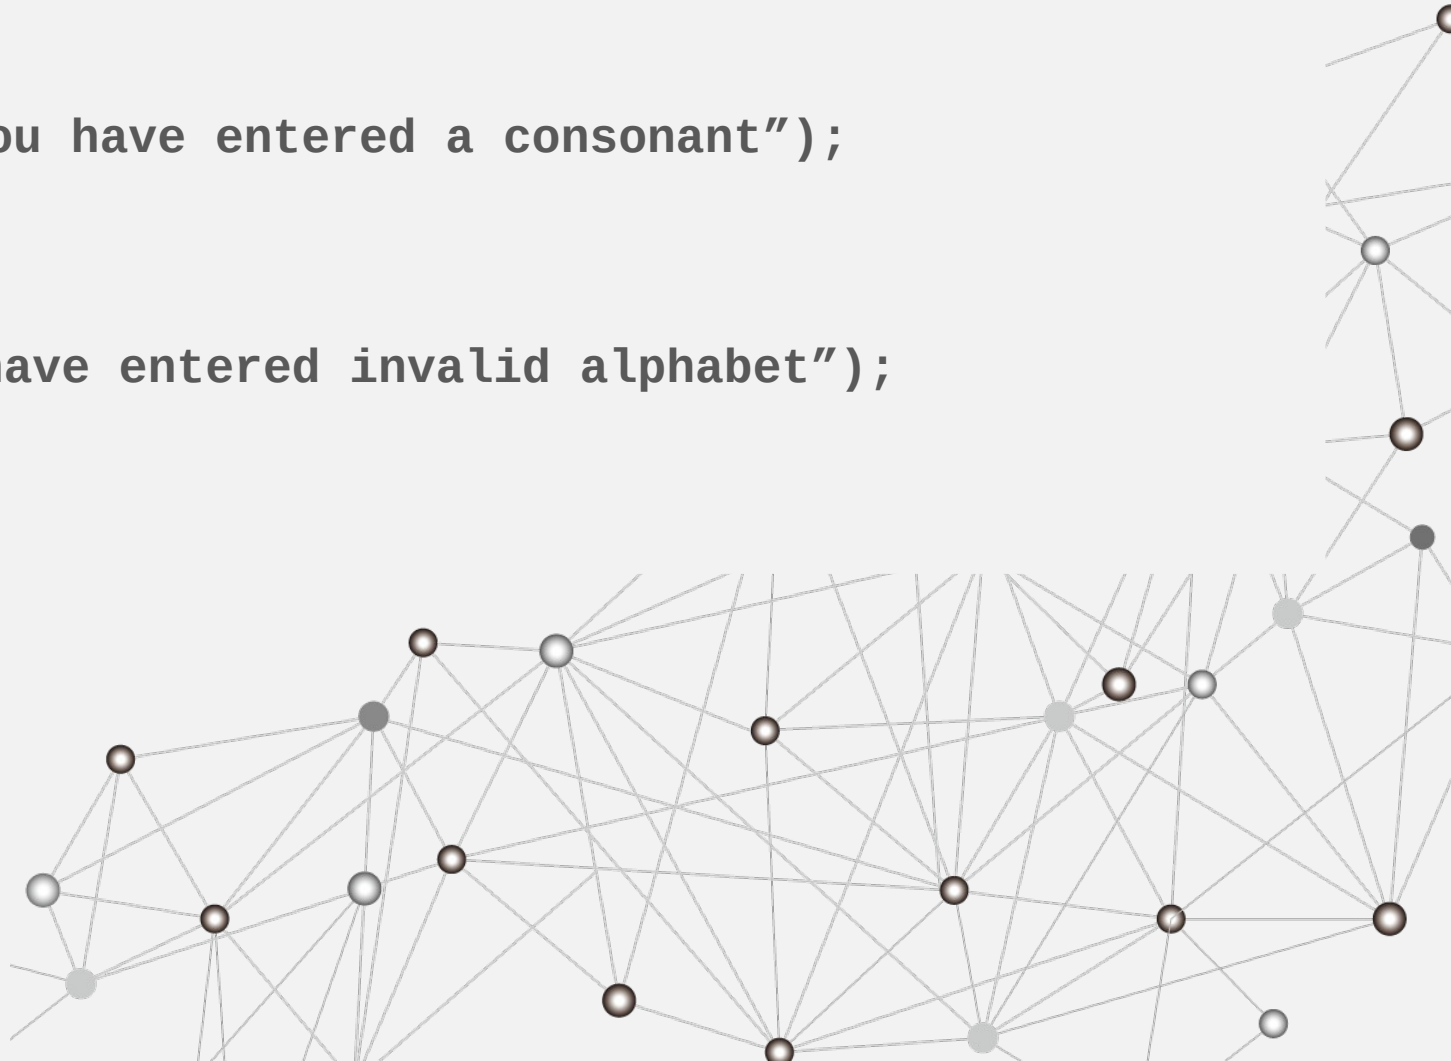 ou have entered a consonant”);
ave entered invalid alphabet”);